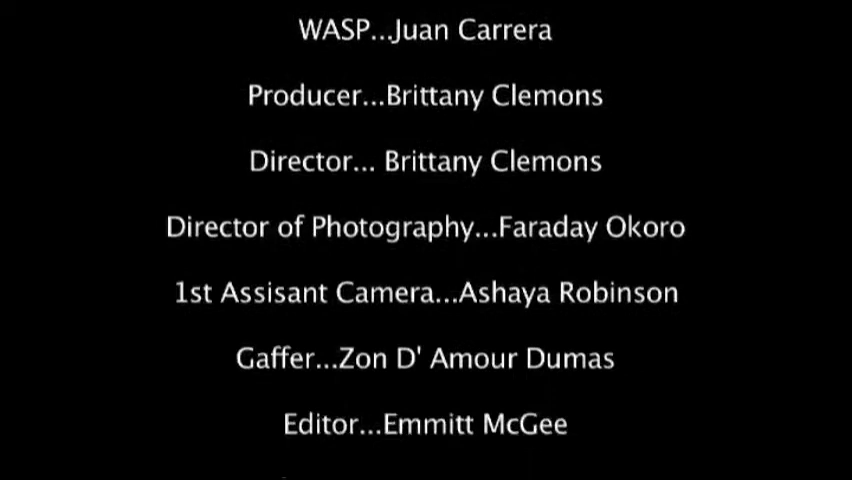 WASP...Juan Carrera
Producer...Brittany Clemons
Director... Brittany Clemons
Director of Photography...Faraday Okoro
1st Assisant Camera...Ashaya Robinson
Gaffer...Zon D' Amour Dumas
Editor...Emmitt McGee